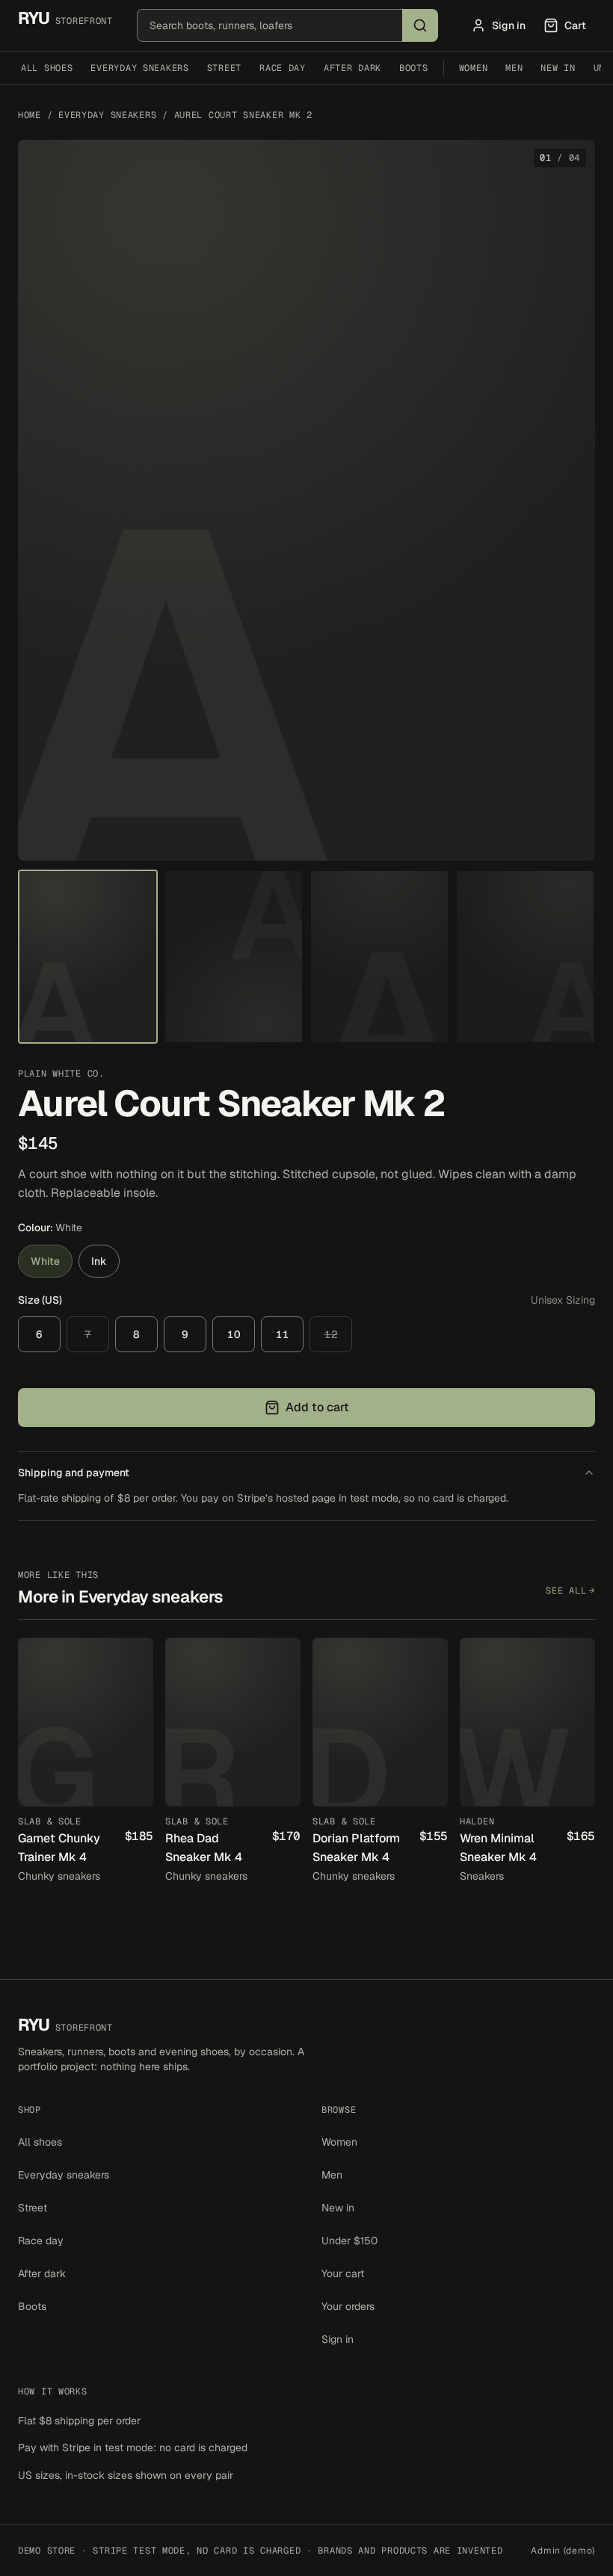 RYU STOREFRONT
Search boots, runners, loafers
Sign in
Cart
ALL SHOES EVERYDAY SNEAKERS STREET RACE DAY AFTER DARK BOOTS WOMEN MEN NEW IN
HOME / EVERYDAY SNEAKERS / AUREL COURT SNEAKER MK 2
01 / 04
A
A A A A
PLAIN WHITE CO.
Aurel Court Sneaker Mk 2
$145
A court shoe with nothing on it but the stitching. Stitched cupsole, not glued. Wipes clean with a damp
cloth. Replaceable insole.
Colour: White
White Ink
Size (US) Unisex Sizing
6 7 8 9 10 11 12
Add to cart
Shipping and payment
Flat-rate shipping of $8 per order. You pay on Stripe's hosted page in test mode, so no card is charged.
MORE LIKE THIS
More in Everyday sneakers
SEE ALL →
G R D W
SLAB & SOLE
Garnet Chunky
Trainer Mk 4
$185
Chunky sneakers
SLAB & SOLE
Rhea Dad
Sneaker Mk 4
$170
Chunky sneakers
SLAB & SOLE
Dorian Platform
Sneaker Mk 4
$155
Chunky sneakers
HALDEN
Wren Minimal
Sneaker Mk 4
$165
Sneakers
RYU STOREFRONT
Sneakers, runners, boots and evening shoes, by occasion. A
portfolio project: nothing here ships.
SHOP
All shoes
Everyday sneakers
Street
Race day
After dark
Boots
BROWSE
Women
Men
New in
Under $150
Your cart
Your orders
Sign in
HOW IT WORKS
Flat $8 shipping per order
Pay with Stripe in test mode: no card is charged
US sizes, in-stock sizes shown on every pair
DEMO STORE · STRIPE TEST MODE, NO CARD IS CHARGED · BRANDS AND PRODUCTS ARE INVENTED
Admin (demo)